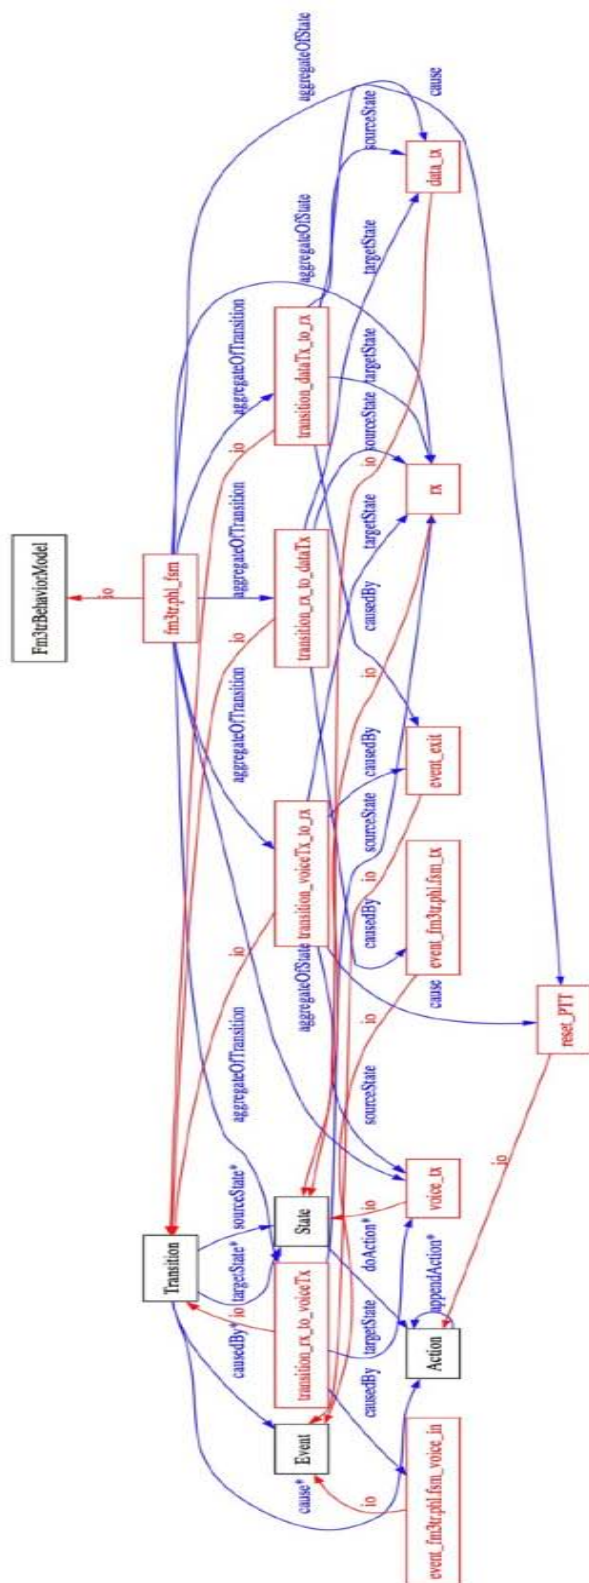 Fm3trBehaviorModel
io
fm3tr.phl_fsm
Transition
aggregateOfTransition
aggregateOfTransition
aggregateOfTransition
aggregateOfTransition
aggregateOfState
aggregateOfState
aggregateOfState
cause
causedBy*
targetState*
sourceState*
io
io
io
io
cause*
Event
transition_rx_to_voiceTx
State
transition_voiceTx_to_rx
transition_rx_to_dataTx
transition_dataTx_to_rx
causedBy
targetState
doAction*
io
sourceState
cause
causedBy
sourceState
causedBy
causedBy
targetState
sourceState
targetState
targetState
sourceState
io
io
io
io
io
io
event_fm3tr.phl.fsm_voice_in
Action
appendAction*
voice_tx
event_fm3tr.phl.fsm_tx
event_exit
rx
data_tx
io
reset_PTT